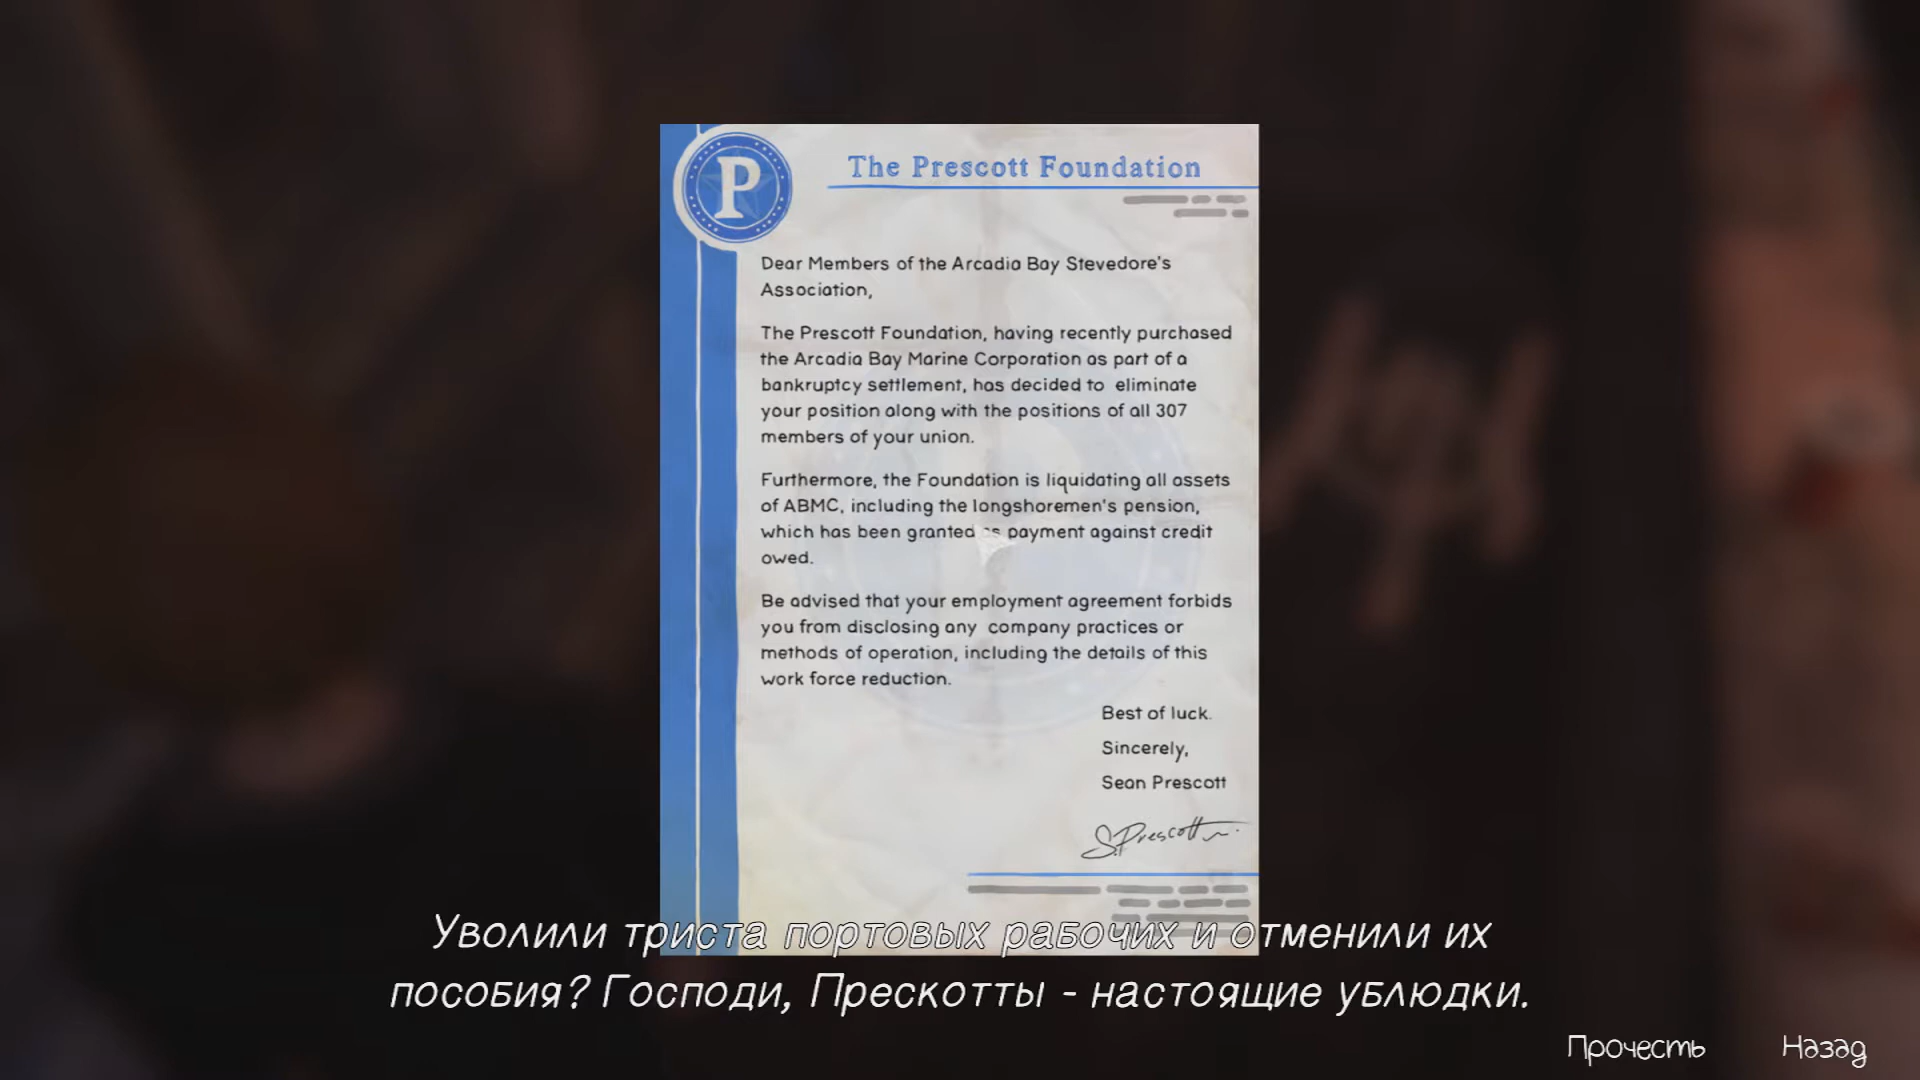 P
The Prescott Foundation
Dear Members of the Arcadia Bay Stevedore's
Association,
The Prescott Foundation, having recently purchased
the Arcadia Bay Marine Corporation as part of a
bankruptcy settlement, has decided to  eliminate
your position along with the positions of all 307
members of your union.
Furthermore, the Foundation is liquidating all assets
of ABMC, including the longshoremen's pension,
which has been granted as payment against credit
owed.
Be advised that your employment agreement forbids
you from disclosing any  company practices or
methods of operation, including the details of this
work force reduction.
Best of luck.
Sincerely,
Sean Prescott
S.Prescott
Уволили триста портовых рабочих и отменили их
пособия? Господи, Прескотты - настоящие ублюдки.
Прочесть Назад